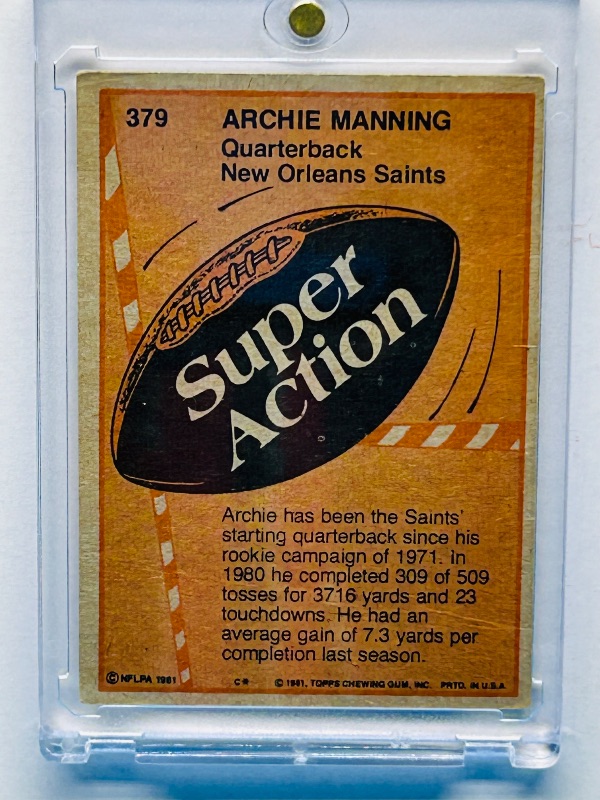 379 ARCHIE MANNING
Quarterback
New Orleans Saints
Super
Action
Archie has been the Saints'
starting quarterback since his
rookie campaign of 1971. In
1980 he completed 309 of 509
tosses for 3716 yards and 23
touchdowns. He had an
average gain of 7.3 yards per
completion last season.
© NFLPA 1981 C* © 1981, TOPPS CHEWING GUM, INC. PRTD. IN U.S.A.